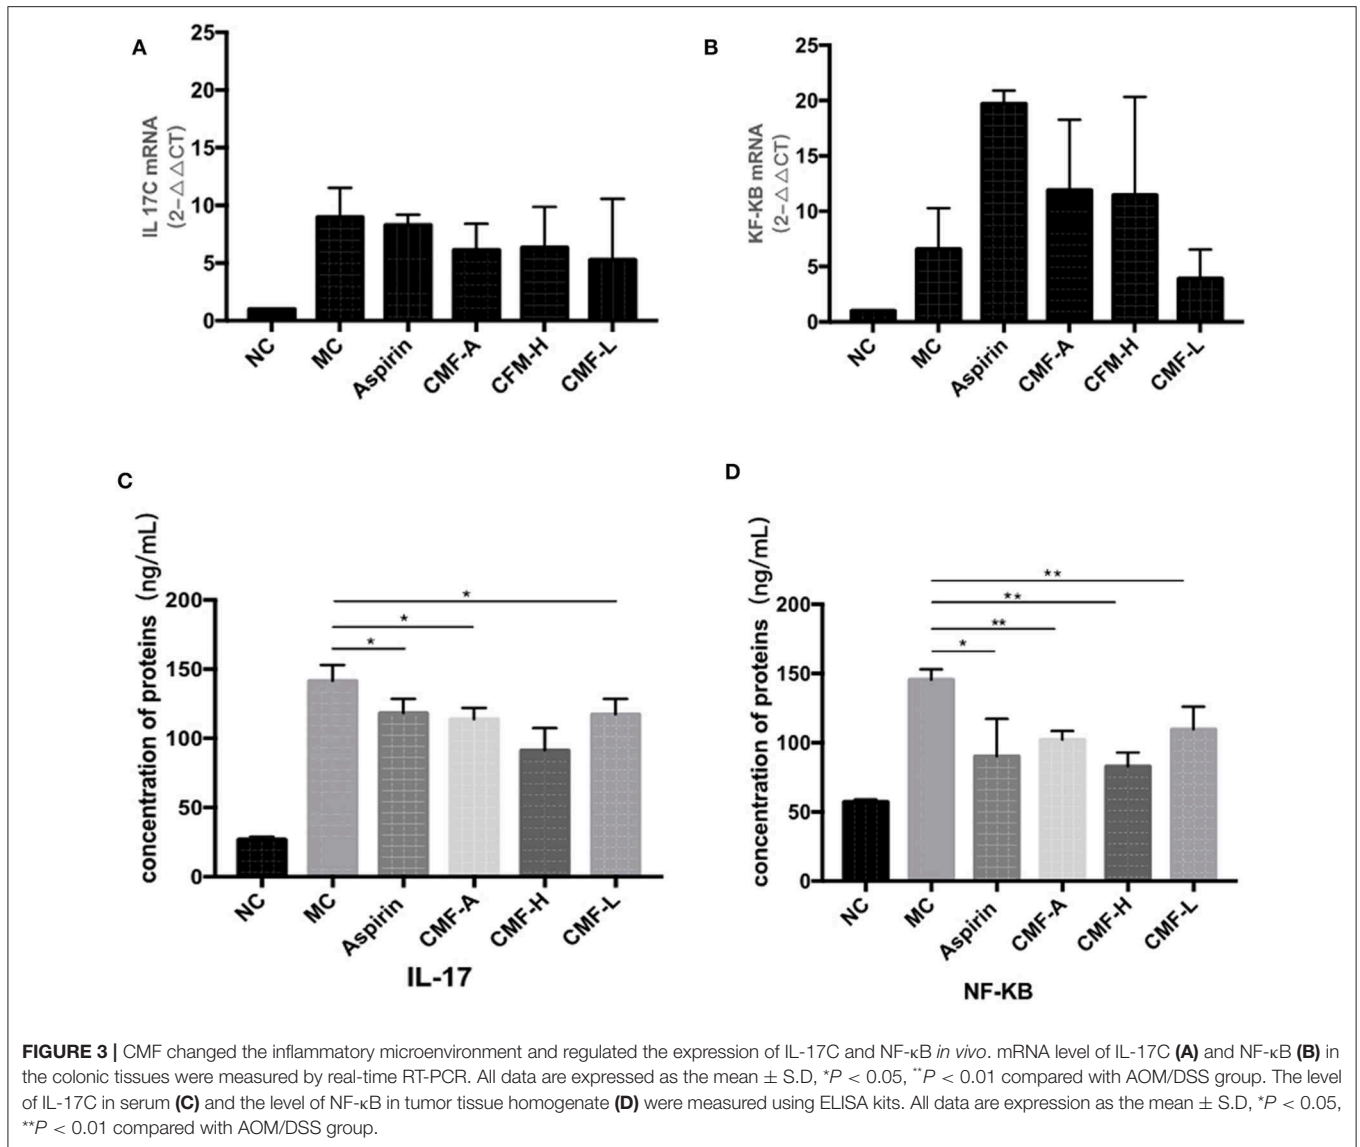 A
IL 17C mRNA
(2−△△CT)
25
20
15
10
5
0
NC
MC
Aspirin
CMF-A
CFM-H
CMF-L
B
KF-KB mRNA
(2−△△CT)
25
20
15
10
5
0
NC
MC
Aspirin
CMF-A
CFM-H
CMF-L
C
concentration of proteins (ng/mL)
200
150
100
50
0
*
*
*
NC
MC
Aspirin
CMF-A
CMF-H
CMF-L
IL-17
D
concentration of proteins (ng/mL)
200
150
100
50
0
**
**
**
*
NC
MC
Aspirin
CMF-A
CMF-H
CMF-L
NF-KB
FIGURE 3 | CMF changed the inflammatory microenvironment and regulated the expression of IL-17C and NF-κB in vivo. mRNA level of IL-17C (A) and NF-κB (B) in
the colonic tissues were measured by real-time RT-PCR. All data are expressed as the mean ± S.D, *P < 0.05, **P < 0.01 compared with AOM/DSS group. The level
of IL-17C in serum (C) and the level of NF-κB in tumor tissue homogenate (D) were measured using ELISA kits. All data are expression as the mean ± S.D, *P < 0.05,
**P < 0.01 compared with AOM/DSS group.